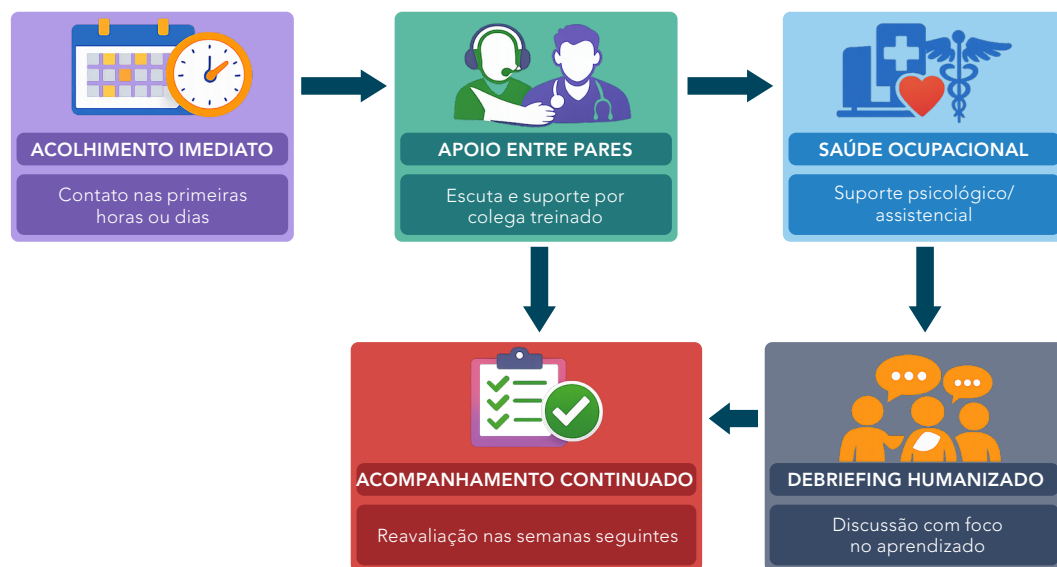 ACOLHIMENTO IMEDIATO
Contato nas primeiras
horas ou dias
APOIO ENTRE PARES
Escuta e suporte por
colega treinado
SAÚDE OCUPACIONAL
Suporte psicológico/
assistencial
ACOMPANHAMENTO CONTINUADO
Reavaliação nas semanas seguintes
DEBRIEFING HUMANIZADO
Discussão com foco
no aprendizado